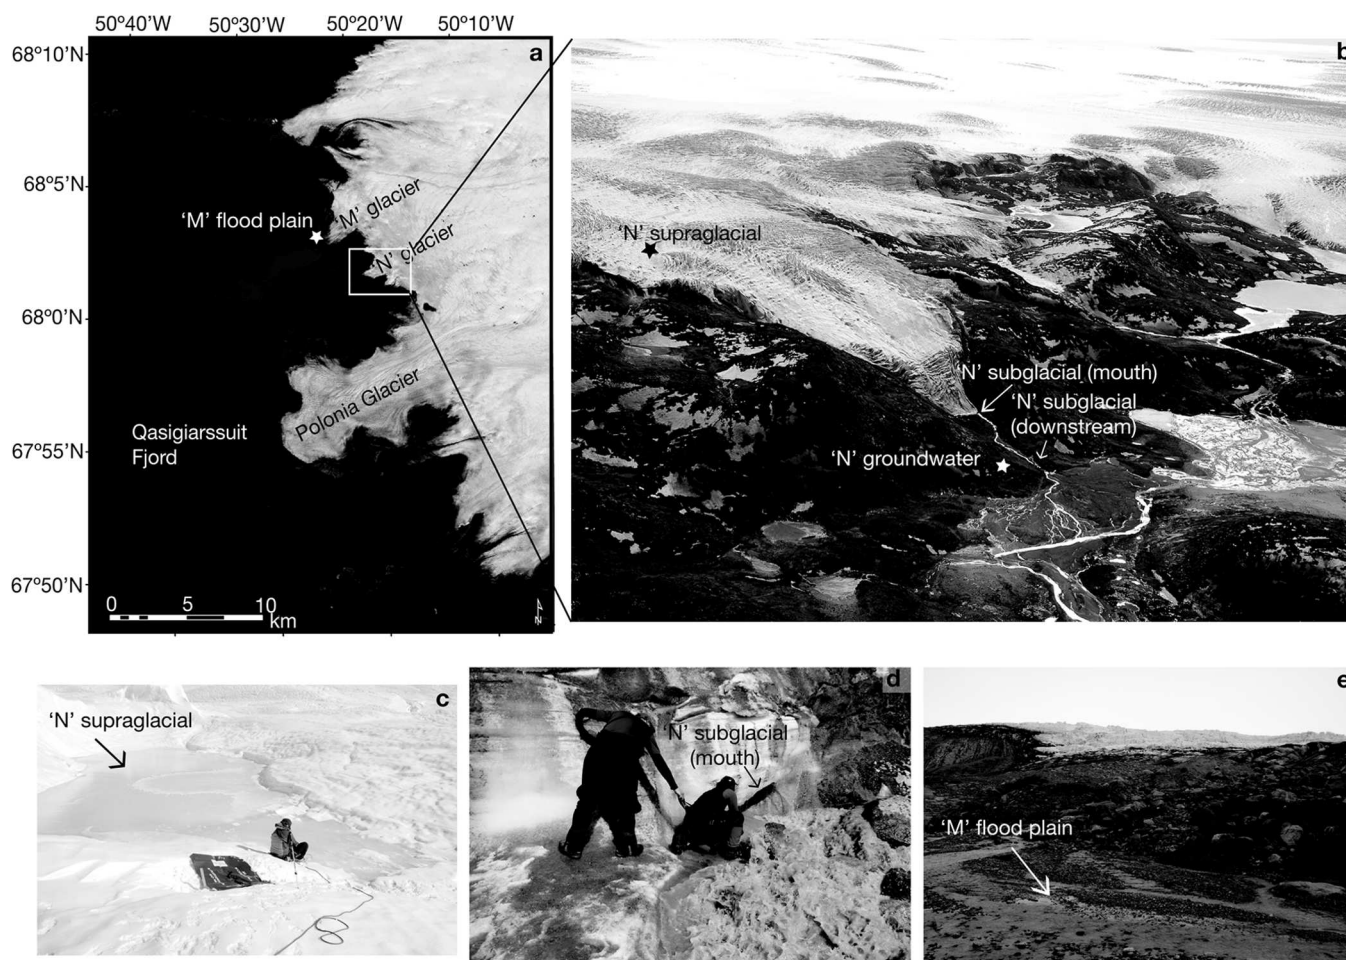 50°40'W 50°30'W 50°20'W 50°10'W
68°10'N
68°5'N
68°0'N
67°55'N
67°50'N
a
‘M’ glacier
‘M’ flood plain
‘N’ glacier
Polonia Glacier
Qasigiarssuit
Fjord
0 5 10
km
N
b
‘N’ supraglacial
N’ subglacial (mouth)
‘N’ subglacial
(downstream)
‘N’ groundwater
c
‘N’ supraglacial
d
‘N’ subglacial
(mouth)
e
‘M’ flood plain